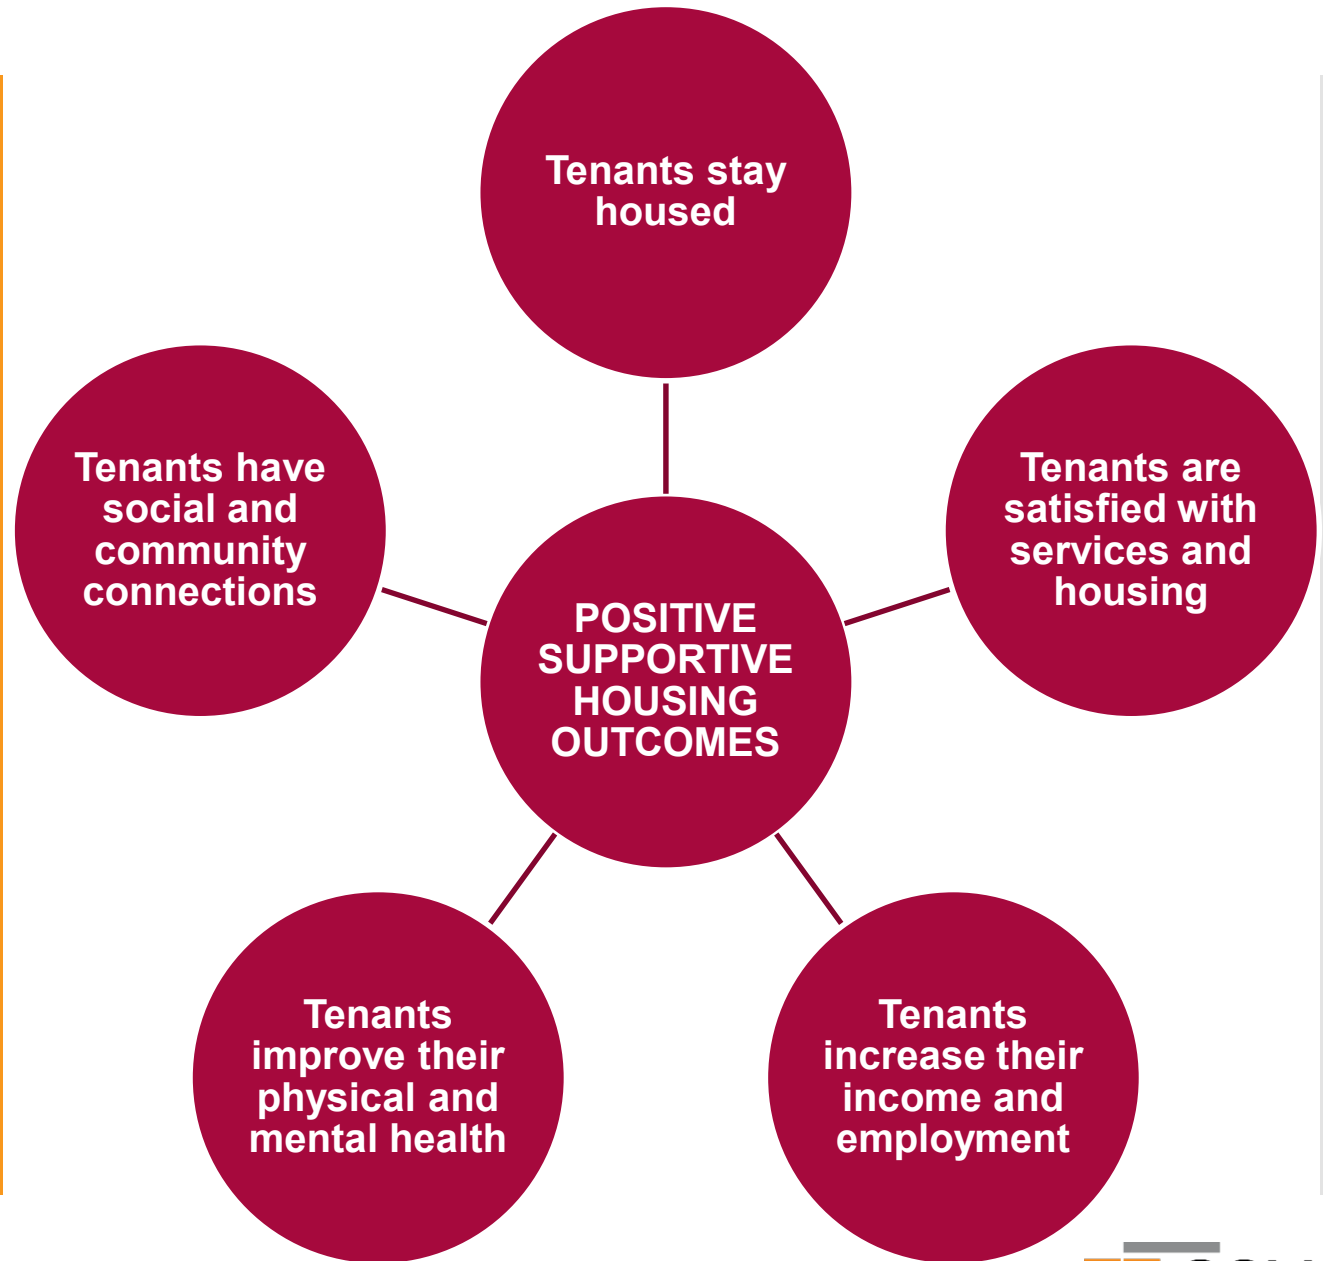 Tenants stay
housed
Tenants have
social and
community
connections
Tenants are
satisfied with
services and
housing
POSITIVE
SUPPORTIVE
HOUSING
OUTCOMES
Tenants
improve their
physical and
mental health
Tenants
increase their
income and
employment